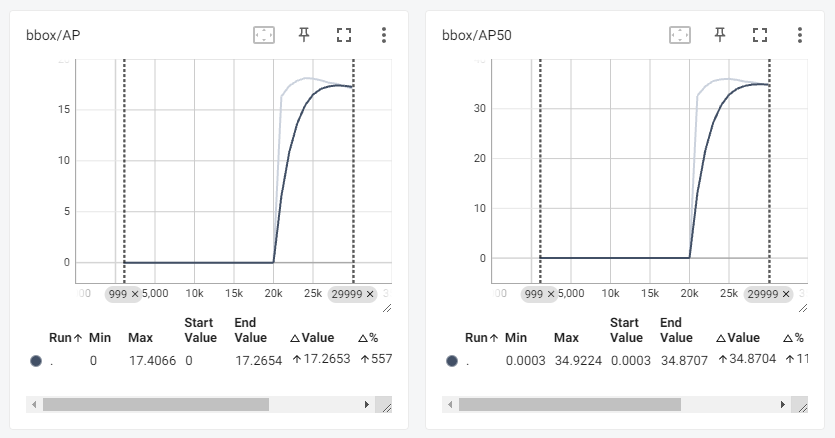 bbox/AP
20
15
10
5
0
00 999 × 5,000 10k 15k 20k 25k 29999 × 3
Run↑ Min Max Start Value End Value △Value △%
. 0 17.4066 0 17.2654 ↑17.2653 ↑557
bbox/AP50
40
30
20
10
0
00 999 × 5,000 10k 15k 20k 25k 29999 × 3
Run↑ Min Max Start Value End Value △Value △%
. 0.0003 34.9224 0.0003 34.8707 ↑34.8704 ↑11